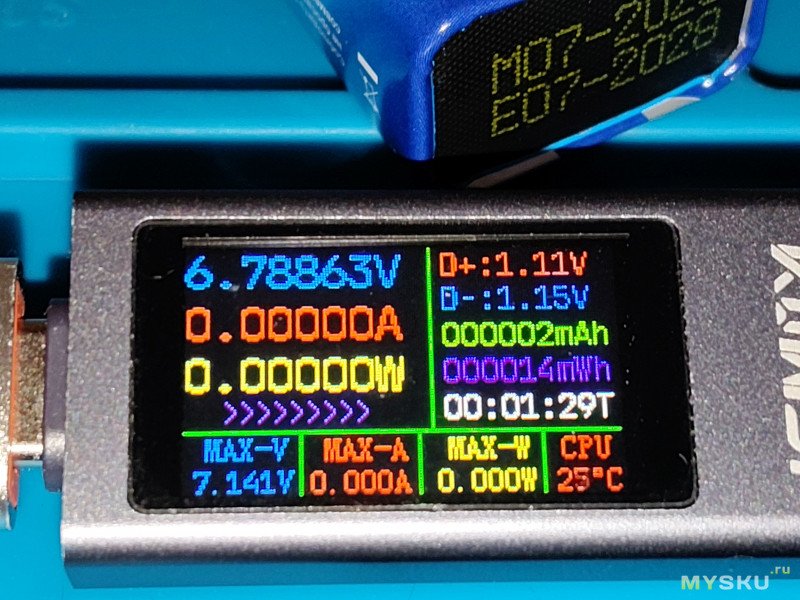 M07-202
E07-2028
6.78863V
0.00000A
0.00000W
>>>>>>>>>
D+:1.11V
D-:1.15V
000002mAh
000014mWh
00:01:29T
MAX-V
7.141V
MAX-A
0.000A
MAX-W
0.000W
CPU
25°C
MYSKU.ru